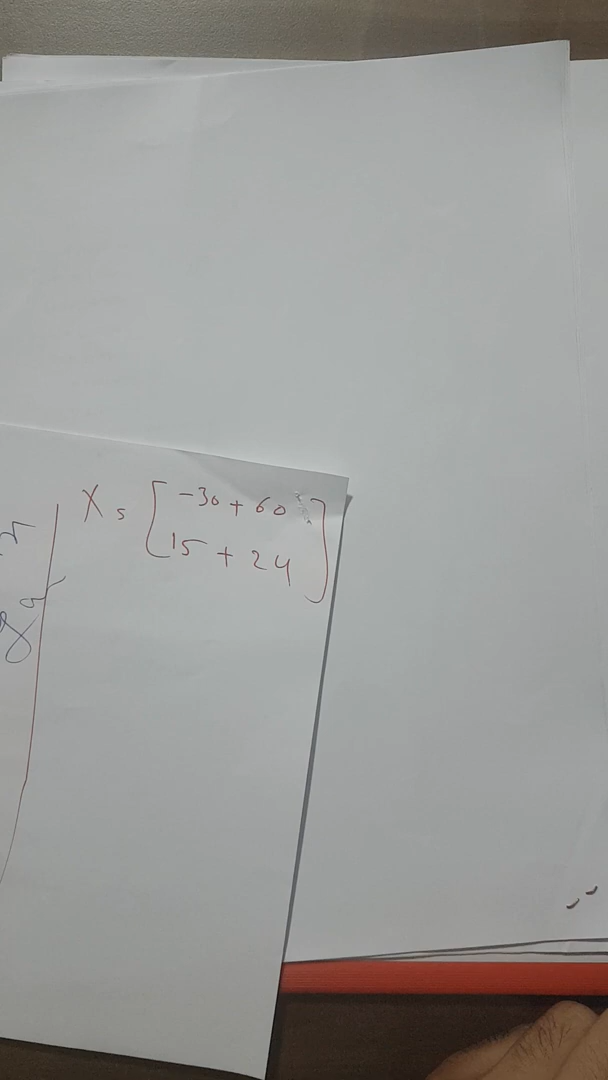 X = [ -30 + 60
15 + 24 ]